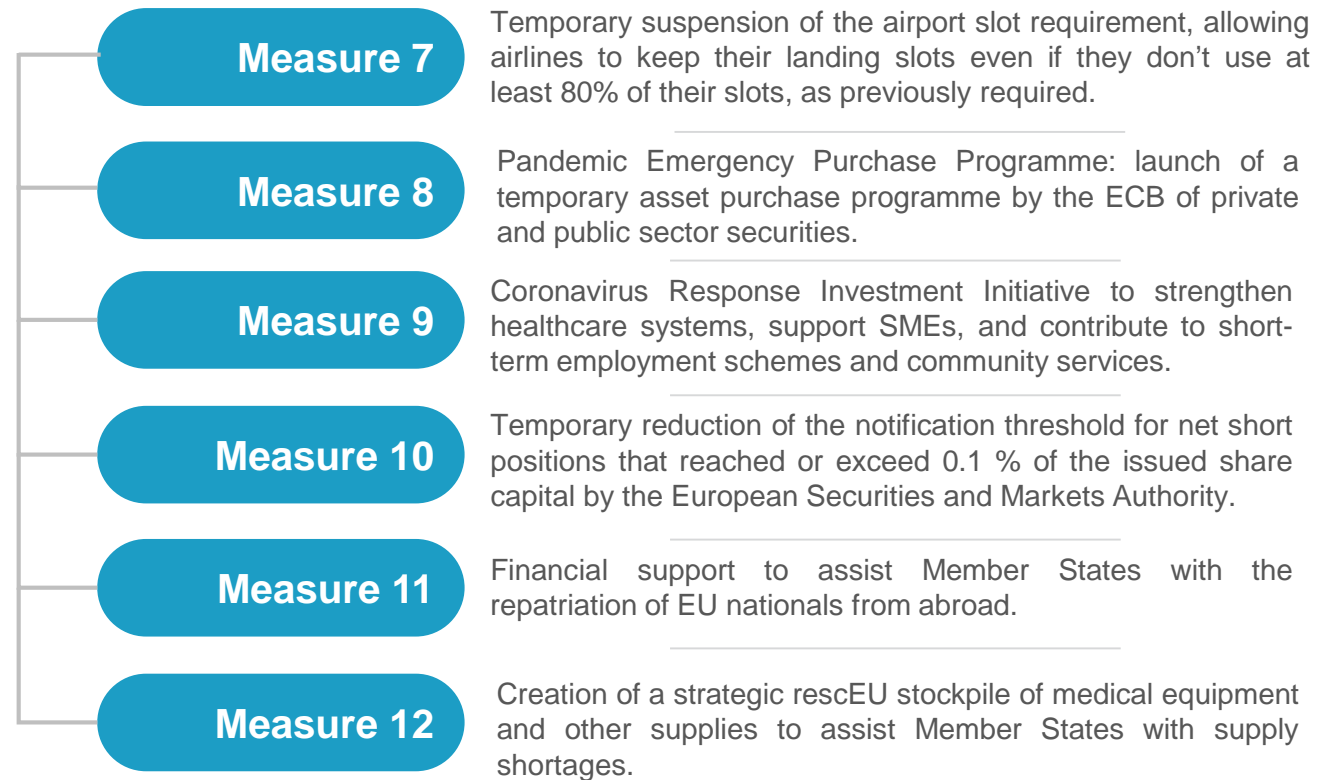 Measure 7
Temporary suspension of the airport slot requirement, allowing
airlines to keep their landing slots even if they don’t use at
least 80% of their slots, as previously required.
Measure 8
Pandemic Emergency Purchase Programme: launch of a
temporary asset purchase programme by the ECB of private
and public sector securities.
Measure 9
Coronavirus Response Investment Initiative to strengthen
healthcare systems, support SMEs, and contribute to short-
term employment schemes and community services.
Measure 10
Temporary reduction of the notification threshold for net short
positions that reached or exceed 0.1 % of the issued share
capital by the European Securities and Markets Authority.
Measure 11
Financial support to assist Member States with the
repatriation of EU nationals from abroad.
Measure 12
Creation of a strategic rescEU stockpile of medical equipment
and other supplies to assist Member States with supply
shortages.